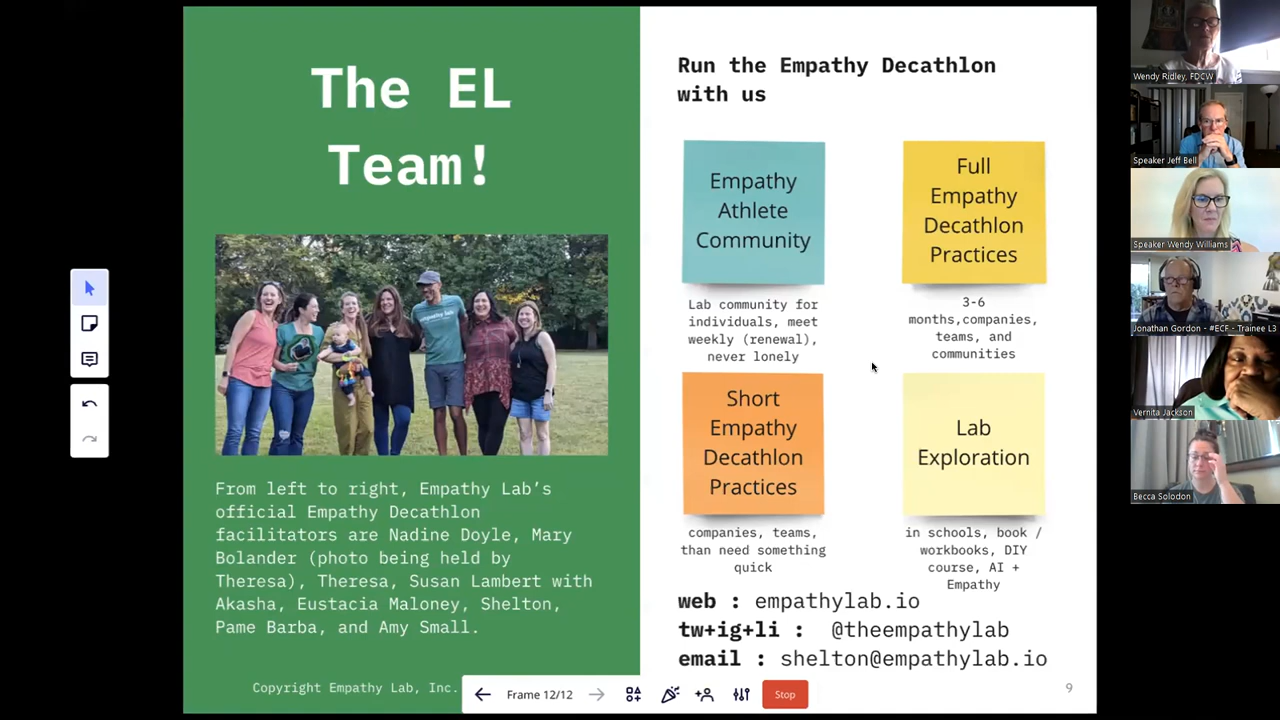 The EL
Team!
From left to right, Empathy Lab’s
official Empathy Decathlon
facilitators are Nadine Doyle, Mary
Bolander (photo being held by
Theresa), Theresa, Susan Lambert with
Akasha, Eustacia Maloney, Shelton,
Pame Barba, and Amy Small.
Copyright Empathy Lab, Inc.
Run the Empathy Decathlon
with us
Empathy
Athlete
Community
Lab community for
individuals, meet
weekly (renewal),
never lonely
Full
Empathy
Decathlon
Practices
3-6
months,companies,
teams, and
communities
Short
Empathy
Decathlon
Practices
companies, teams,
than need something
quick
Lab
Exploration
in schools, book /
workbooks, DIY
course, AI +
Empathy
web : empathylab.io
tw+ig+li : @theempathylab
email : shelton@empathylab.io
9
Frame 12/12
Stop
empathy lab
Wendy Ridley, FDCW
Speaker Jeff Bell
Speaker Wendy Williams
Jonathan Gordon - #ECF - Trainee L3
Vernita Jackson
Becca Solodon